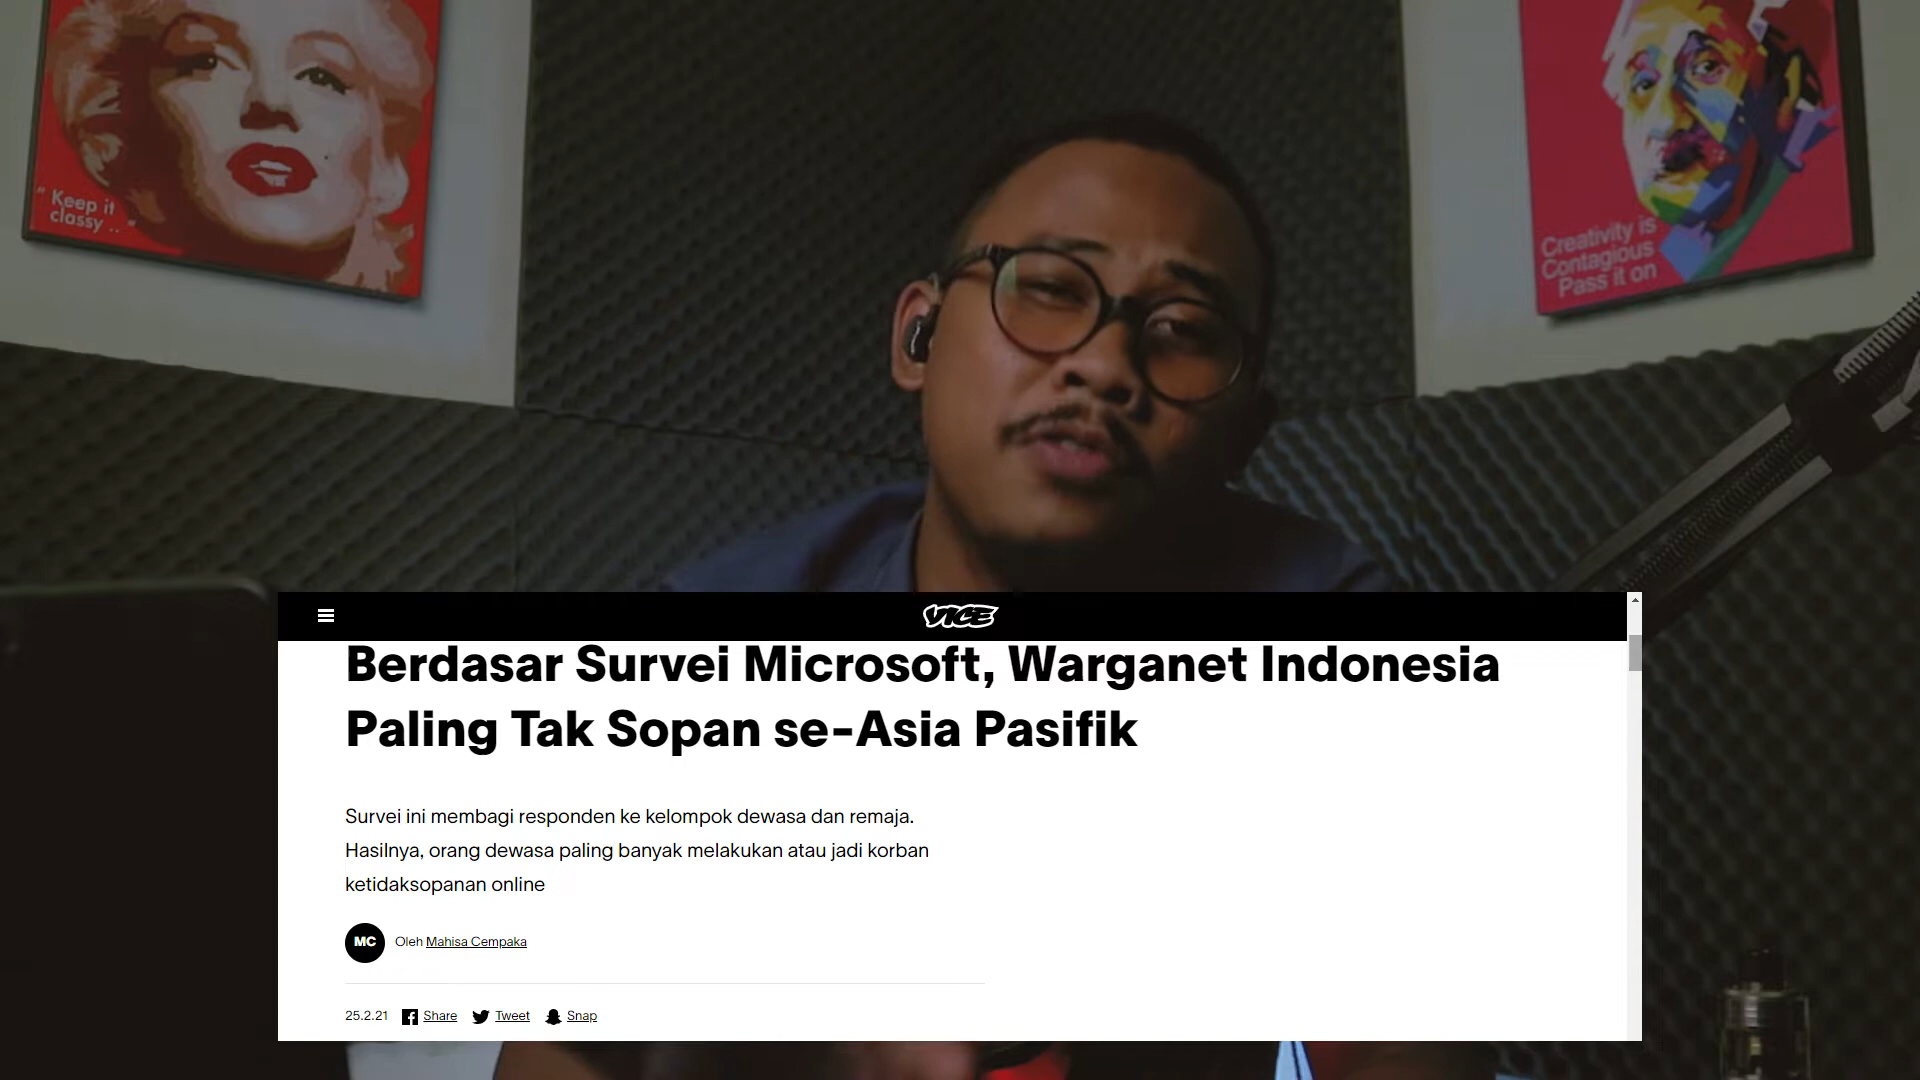 " Keep it
classy .. "
Creativity is
Contagious
Pass it on
VICE
Berdasar Survei Microsoft, Warganet Indonesia
Paling Tak Sopan se-Asia Pasifik
Survei ini membagi responden ke kelompok dewasa dan remaja.
Hasilnya, orang dewasa paling banyak melakukan atau jadi korban
ketidaksopanan online
MC Oleh Mahisa Cempaka
25.2.21 Share Tweet Snap